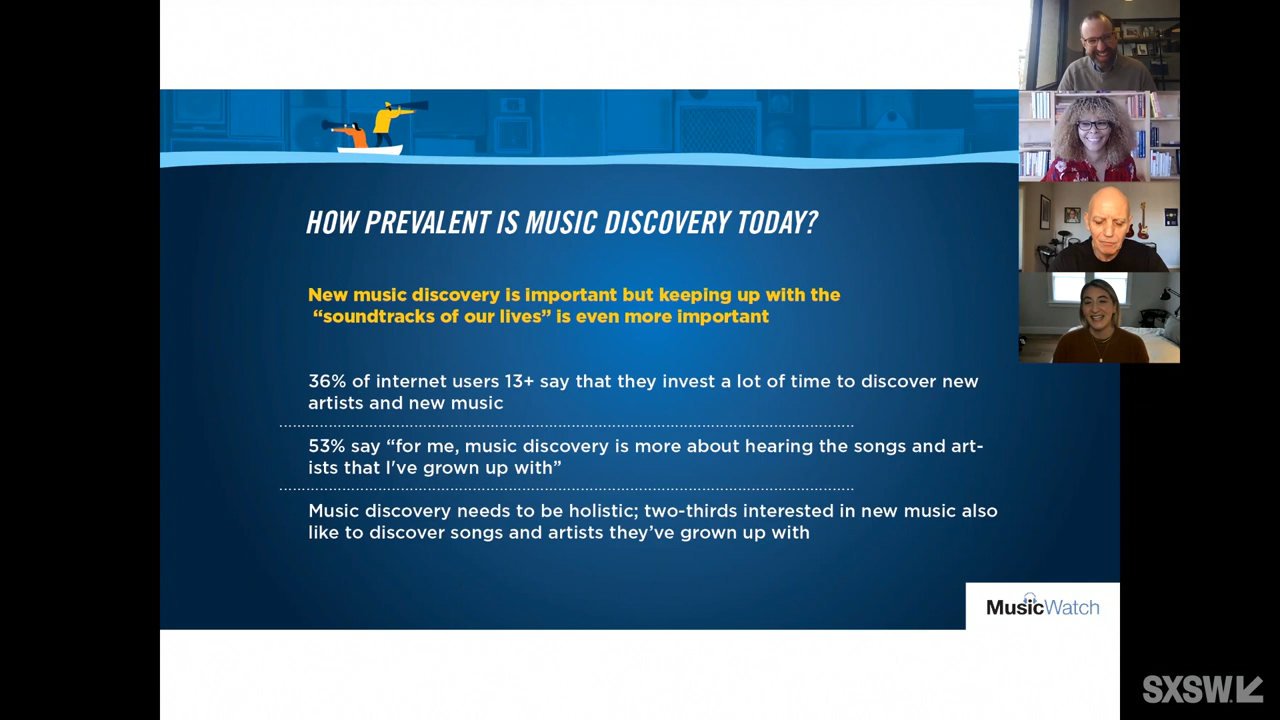 HOW PREVALENT IS MUSIC DISCOVERY TODAY?
New music discovery is important but keeping up with the
“soundtracks of our lives” is even more important
36% of internet users 13+ say that they invest a lot of time to discover new
artists and new music
53% say “for me, music discovery is more about hearing the songs and art-
ists that I've grown up with”
Music discovery needs to be holistic; two-thirds interested in new music also
like to discover songs and artists they’ve grown up with
MusicWatch
SXSW